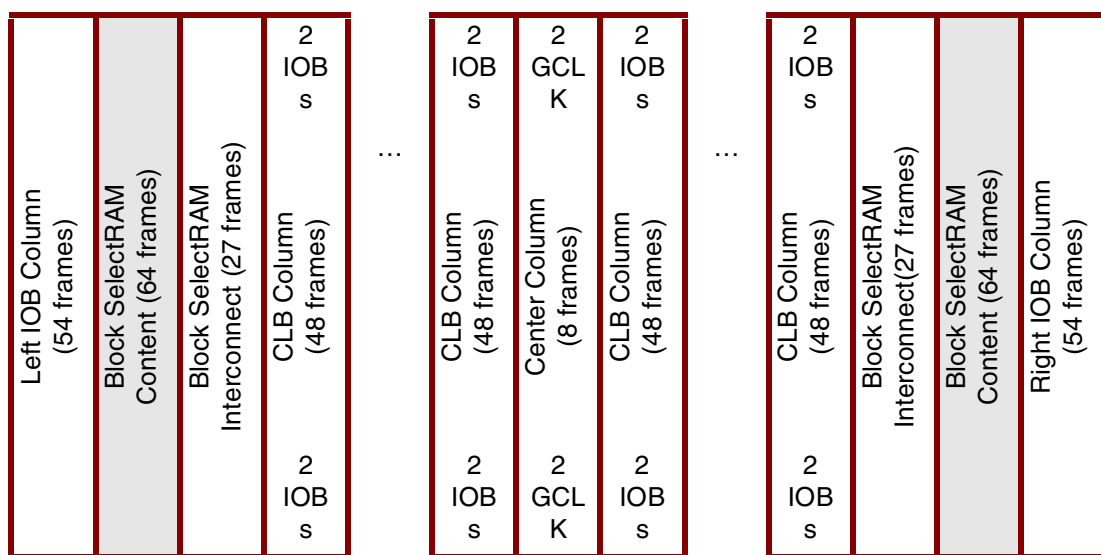 2
IOB
s
2
IOB
s
2
GCL
K
2
IOB
s
2
IOB
s
...
...
Left IOB Column
(54 frames)
Block SelectRAM
Content (64 frames)
Block SelectRAM
Interconnect (27 frames)
CLB Column
(48 frames)
CLB Column
(48 frames)
Center Column
(8 frames)
CLB Column
(48 frames)
CLB Column
(48 frames)
Block SelectRAM
Interconnect(27 frames)
Block SelectRAM
Content (64 frames)
Right IOB Column
(54 frames)
2
IOB
s
2
IOB
s
2
GCL
K
2
IOB
s
2
IOB
s